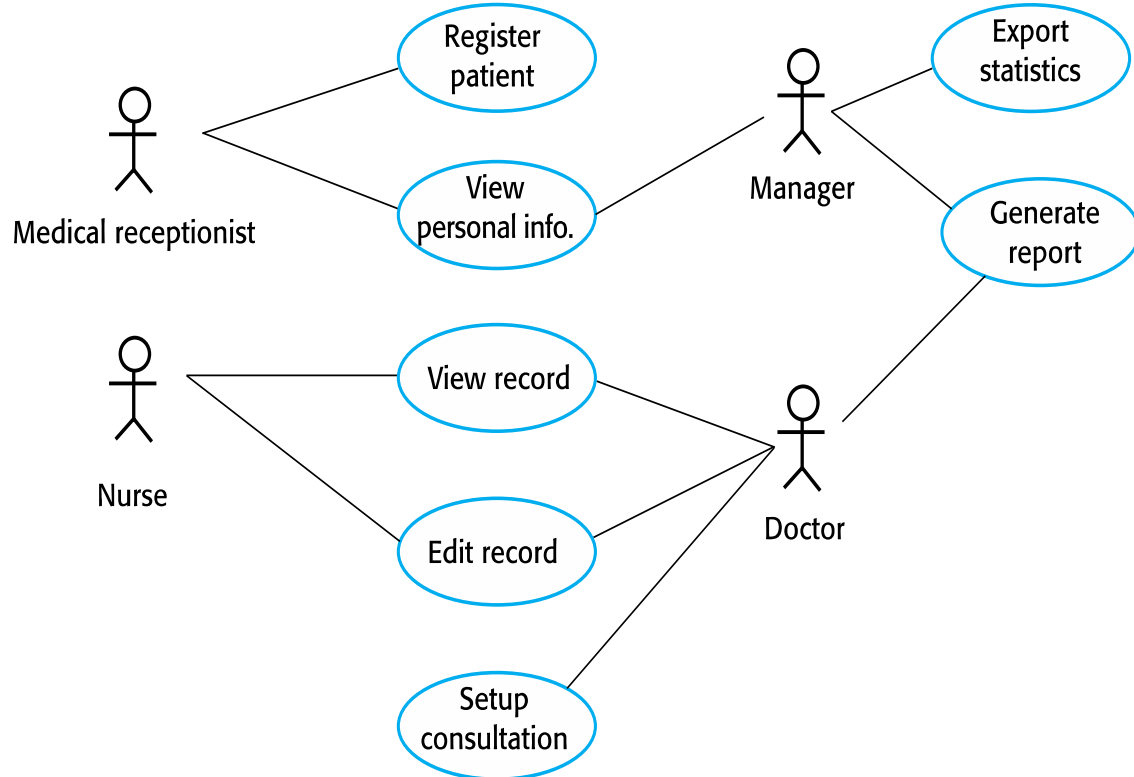 Register
patient
Export
statistics
Manager
View
personal info.
Medical receptionist
Generate
report
View record
Nurse
Doctor
Edit record
Setup
consultation